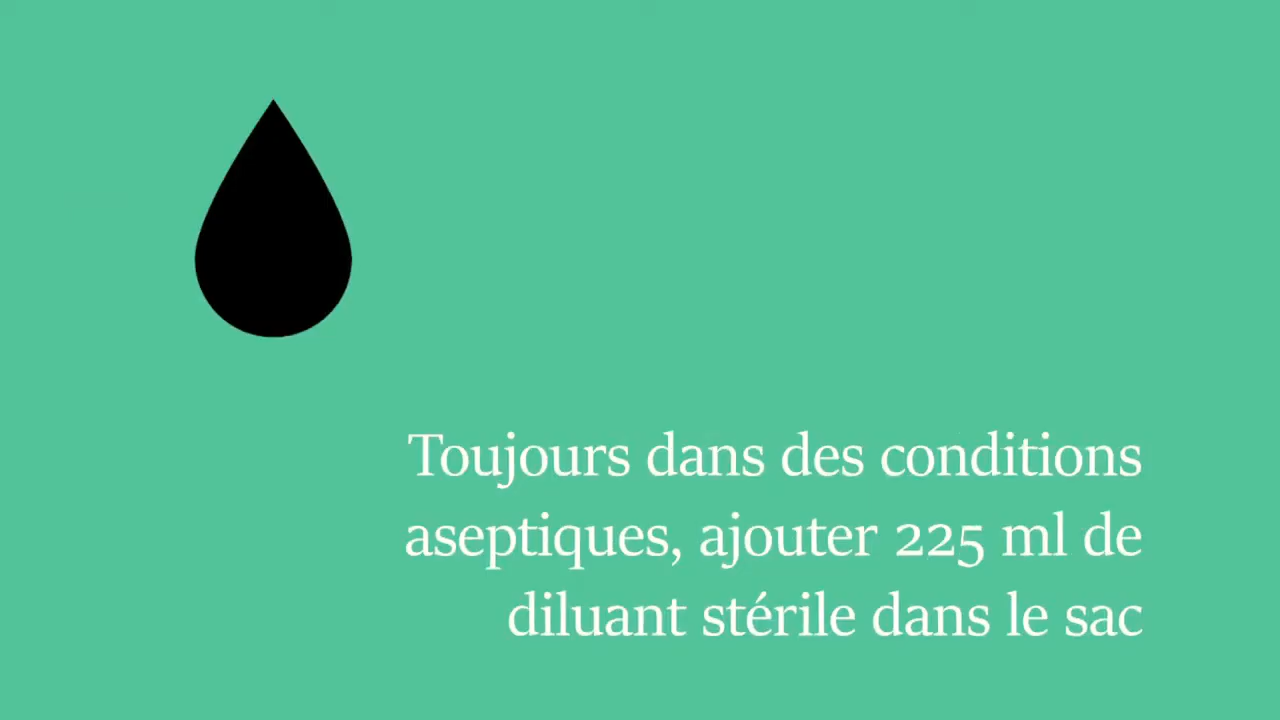 Toujours dans des conditions
aseptiques, ajouter 225 ml de
diluant stérile dans le sac